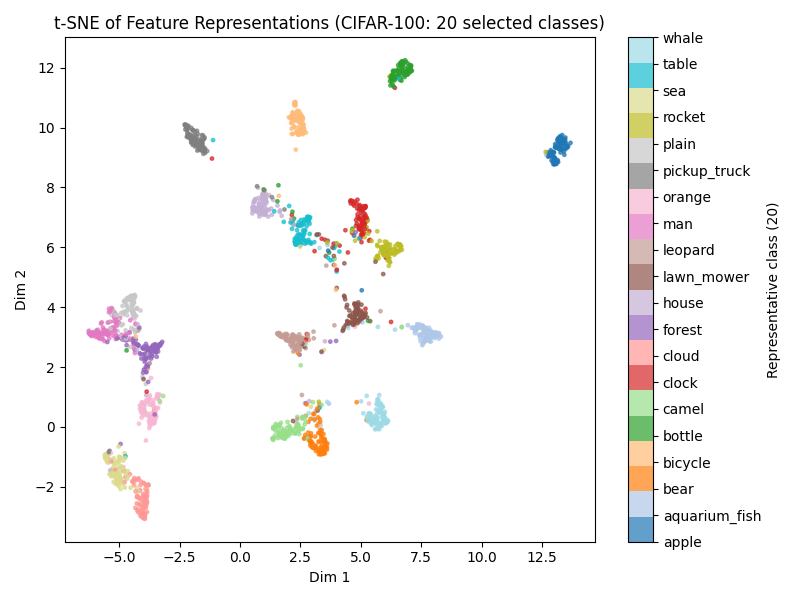 t-SNE of Feature Representations (CIFAR-100: 20 selected classes)
Dim 2
12
10
8
6
4
2
0
−2
−5.0
−2.5
0.0
2.5
5.0
7.5
10.0
12.5
Dim 1
whale
table
sea
rocket
plain
pickup_truck
orange
man
leopard
lawn_mower
house
forest
cloud
clock
camel
bottle
bicycle
bear
aquarium_fish
apple
Representative class (20)